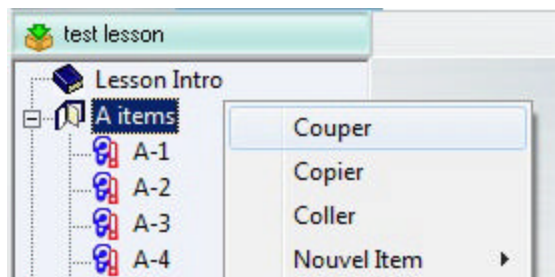 test lesson
Lesson Intro
A items
A-1
A-2
A-3
A-4
Couper
Copier
Coller
Nouvel Item